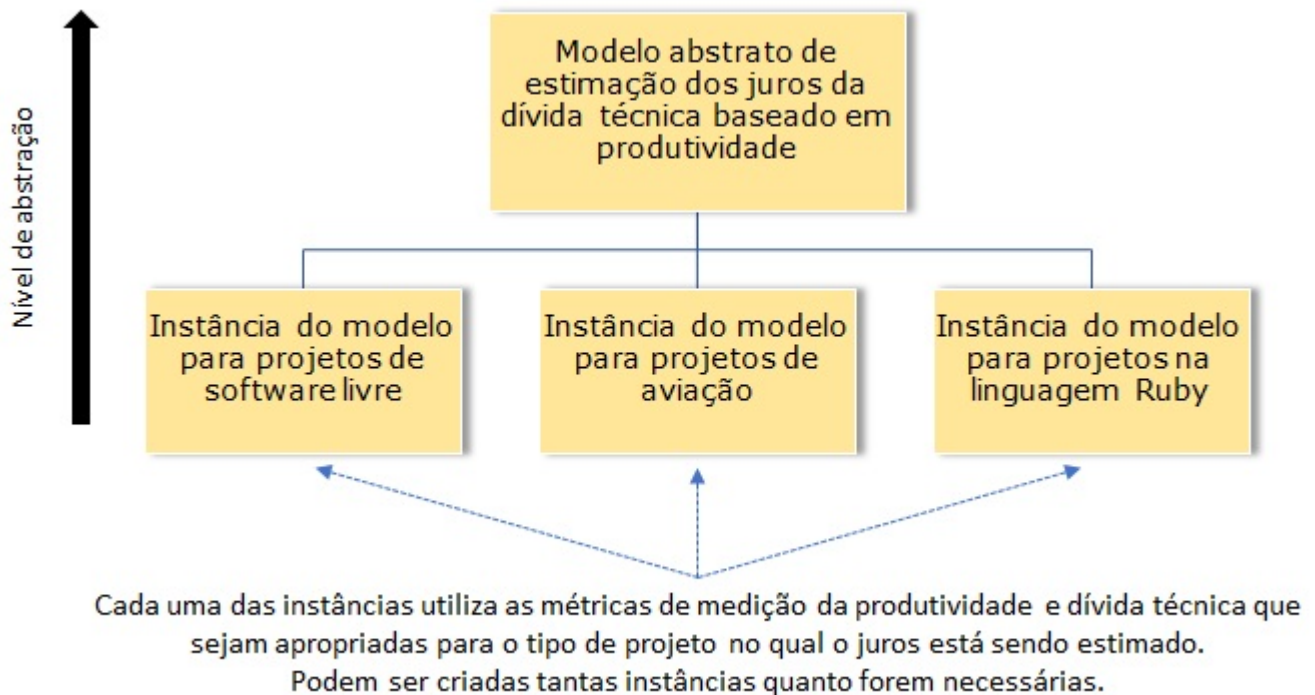 Modelo abstrato de
estimação dos juros da
dívida técnica baseado em
produtividade
Nível de abstração
Instância do modelo
para projetos de
software livre
Instância do modelo
para projetos de
aviação
Instância do modelo
para projetos na
linguagem Ruby
Cada uma das instâncias utiliza as métricas de medição da produtividade e dívida técnica que
sejam apropriadas para o tipo de projeto no qual o juros está sendo estimado.
Podem ser criadas tantas instâncias quanto forem necessárias.